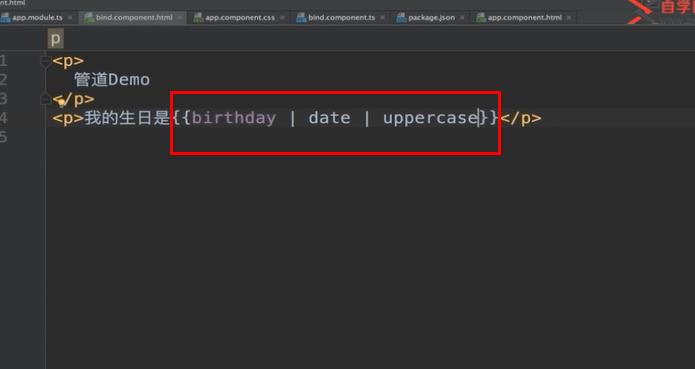 nent.html
app.module.ts × bind.component.html × app.component.css × bind.component.ts × package.json × app.component.html ×
自学
p
1 <p>
2 管道Demo
3 </p>
4 <p>我的生日是{{birthday | date | uppercase}}</p>
5